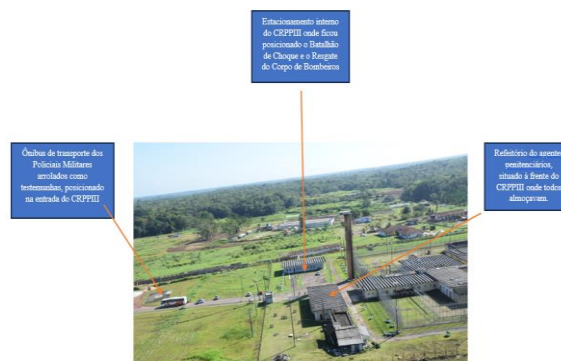 Estacionamento interno
do CRPPIII onde ficou
posicionado o Batalhão
de Choque e o Resgate
do Corpo de Bombeiros
Ônibus de transporte dos
Policiais Militares
arrolados como
testemunhas, posicionado
na entrada do CRPPIII
Refeitório do agentes
penitenciários,
situado à frente do
CRPPIII onde todos
almoçavam.